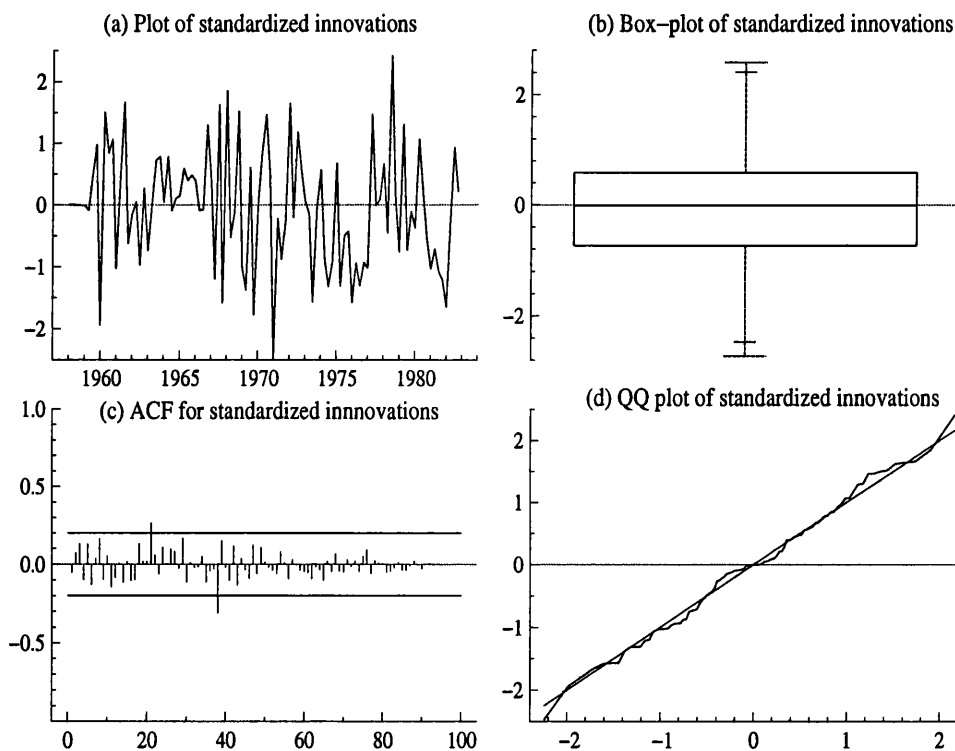 (a) Plot of standardized innovations
2
1
0
−1
−2
1960 1965 1970 1975 1980
(b) Box−plot of standardized innovations
2
0
−2
(c) ACF for standardized innnovations
1.0
0.5
0.0
−0.5
0 20 40 60 80 100
(d) QQ plot of standardized innovations
2
1
0
−1
−2
−2 −1 0 1 2